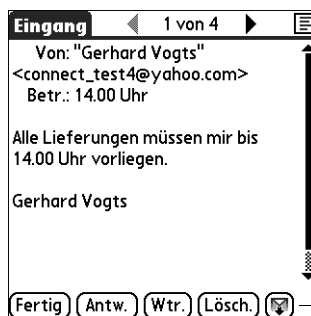 Eingang 1 von 4
Von: "Gerhard Vogts"
<connect_test4@yahoo.com>
Betr.: 14.00 Uhr
Alle Lieferungen müssen mir bis
14.00 Uhr vorliegen.
Gerhard Vogts
Fertig Antw. Wtr. Lösch.